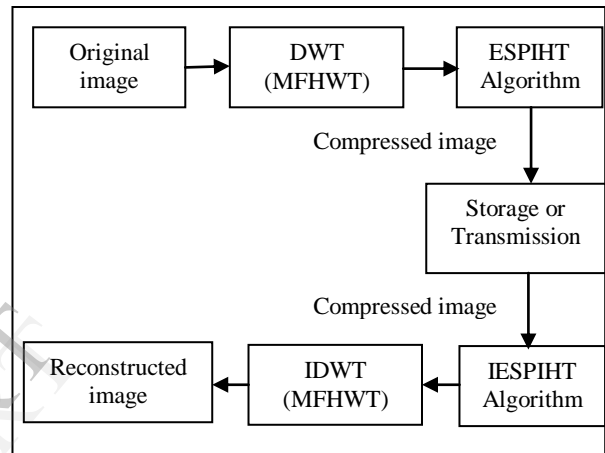 Original
image
DWT
(MFHWT)
ESPIHT
Algorithm
Compressed image
Storage or
Transmission
Compressed image
IESPIHT
Algorithm
IDWT
(MFHWT)
Reconstructed
image